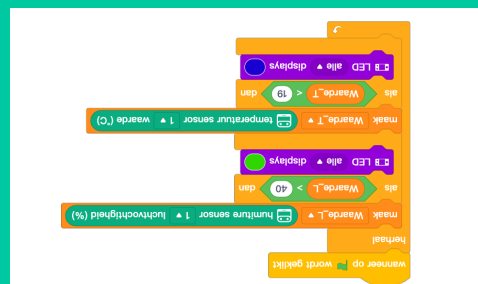 wanneer op wordt geklikt
herhaal
maak Waarde_L ▾ humiture sensor 1 ▾ luchtvochtigheid (%)
als Waarde_L > 40 dan
LED alle ▾ displays
maak Waarde_T ▾ temperatuur sensor 1 ▾ waarde (°C)
als Waarde_T > 19 dan
LED alle ▾ displays